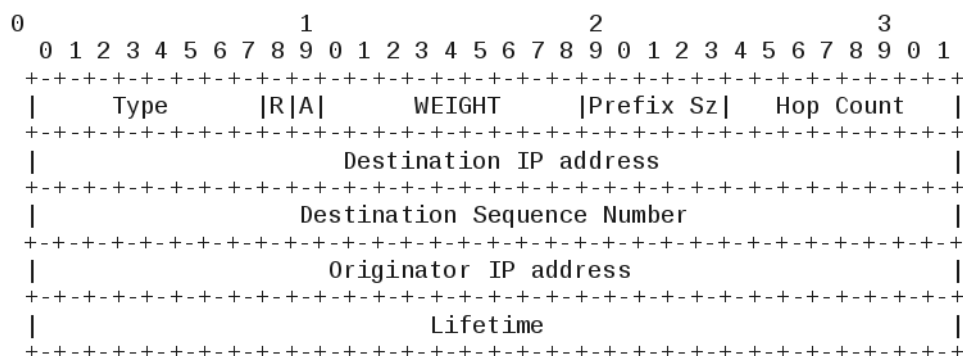 0                   1                   2                   3
  0 1 2 3 4 5 6 7 8 9 0 1 2 3 4 5 6 7 8 9 0 1 2 3 4 5 6 7 8 9 0 1
 +-+-+-+-+-+-+-+-+-+-+-+-+-+-+-+-+-+-+-+-+-+-+-+-+-+-+-+-+-+-+-+-+
 |     Type      |R|A|      WEIGHT     |Prefix Sz|   Hop Count   |
 +-+-+-+-+-+-+-+-+-+-+-+-+-+-+-+-+-+-+-+-+-+-+-+-+-+-+-+-+-+-+-+-+
 |                     Destination IP address                    |
 +-+-+-+-+-+-+-+-+-+-+-+-+-+-+-+-+-+-+-+-+-+-+-+-+-+-+-+-+-+-+-+-+
 |                  Destination Sequence Number                  |
 +-+-+-+-+-+-+-+-+-+-+-+-+-+-+-+-+-+-+-+-+-+-+-+-+-+-+-+-+-+-+-+-+
 |                    Originator IP address                      |
 +-+-+-+-+-+-+-+-+-+-+-+-+-+-+-+-+-+-+-+-+-+-+-+-+-+-+-+-+-+-+-+-+
 |                           Lifetime                            |
 +-+-+-+-+-+-+-+-+-+-+-+-+-+-+-+-+-+-+-+-+-+-+-+-+-+-+-+-+-+-+-+-+